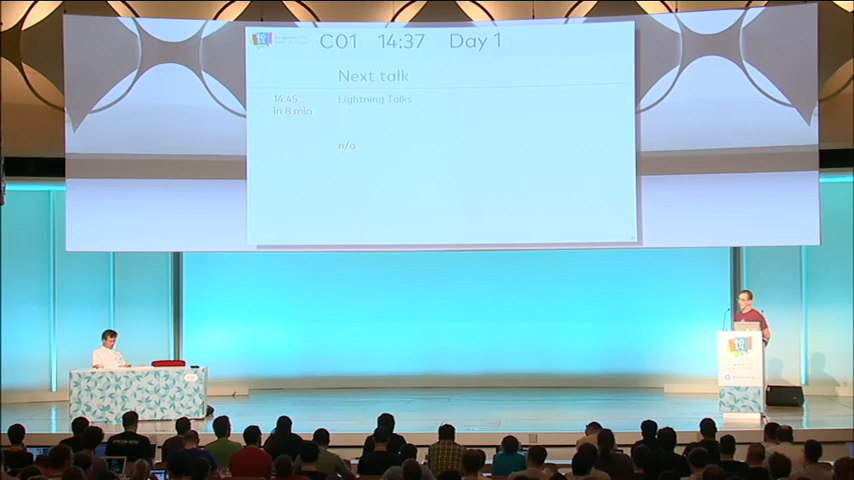 C01 14:37 Day 1
Next talk
14:45 Lightning Talks
in 8 min
n/a